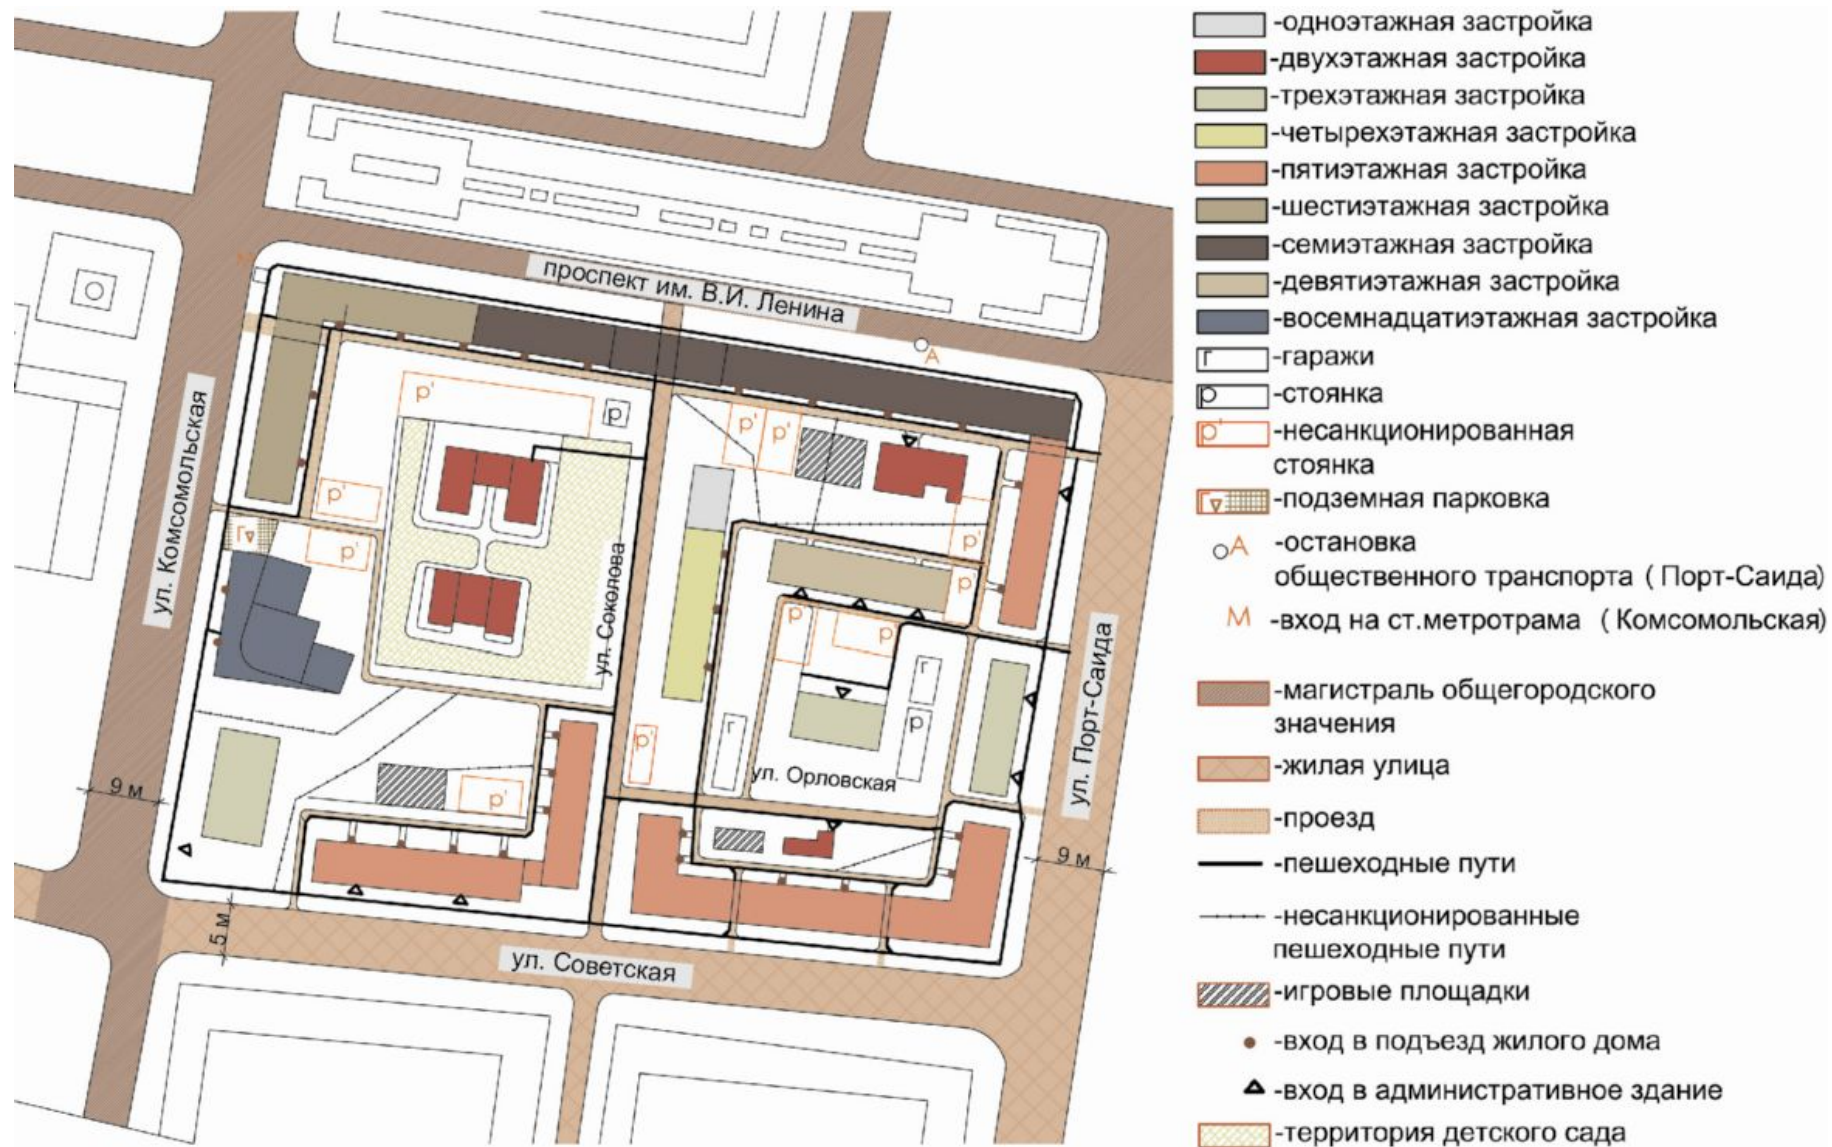 -одноэтажная застройка
-двухэтажная застройка
-трехэтажная застройка
-четырехэтажная застройка
-пятиэтажная застройка
-шестиэтажная застройка
-семиэтажная застройка
-девятиэтажная застройка
-восемнадцатиэтажная застройка
г -гаражи
р -стоянка
р' -несанкционированная
стоянка
г -подземная парковка
А -остановка
общественного транспорта ( Порт-Саида)
М -вход на ст.метротрама ( Комсомольская)
-магистраль общегородского
значения
-жилая улица
-проезд
-пешеходные пути
-несанкционированные
пешеходные пути
-игровые площадки
-вход в подъезд жилого дома
-вход в административное здание
-территория детского сада
М
проспект им. В.И. Ленина
А
ул. Комсомольская
р'
р
р'
р'
р'
р'
г
р'
ул. Соколова
р'
р'
р
р
г
р
г
р'
ул. Порт-Саида
ул. Орловская
р'
9 м
9 м
5 м
ул. Советская